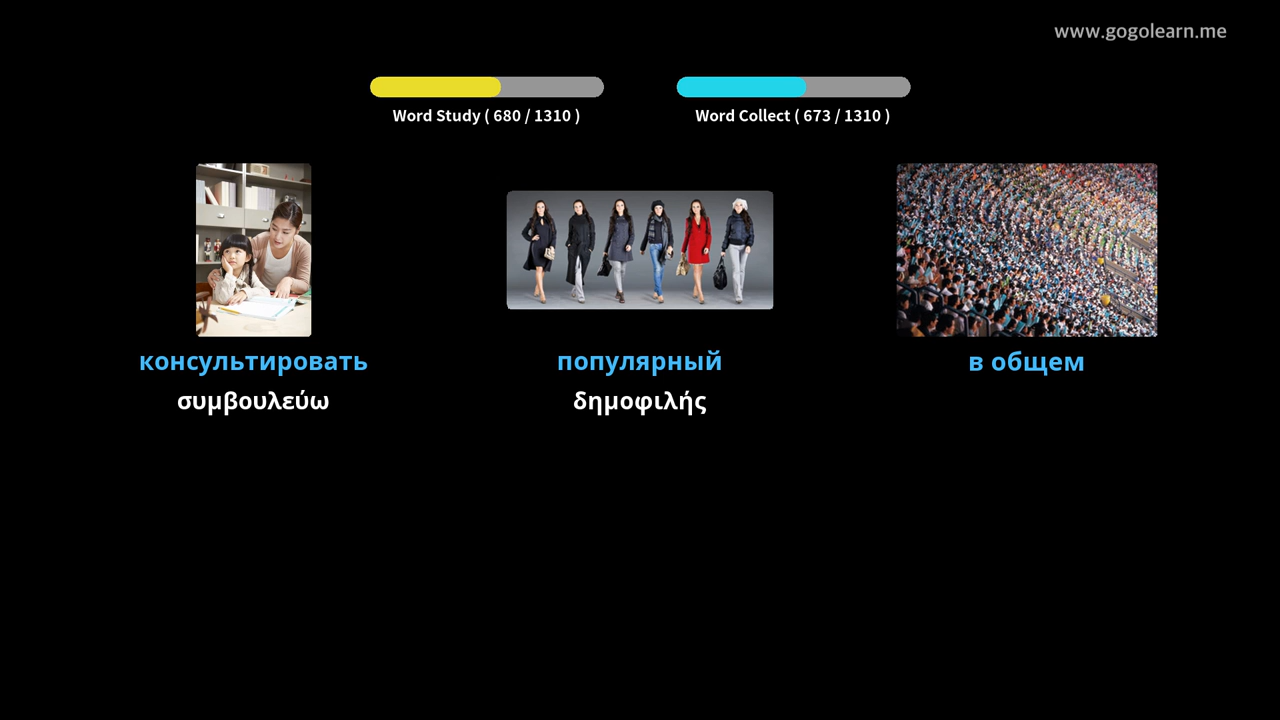 www.gogolearn.me
Word Study ( 680 / 1310 )
Word Collect ( 673 / 1310 )
консультировать
συμβουλεύω
популярный
δημοφιλής
в общем